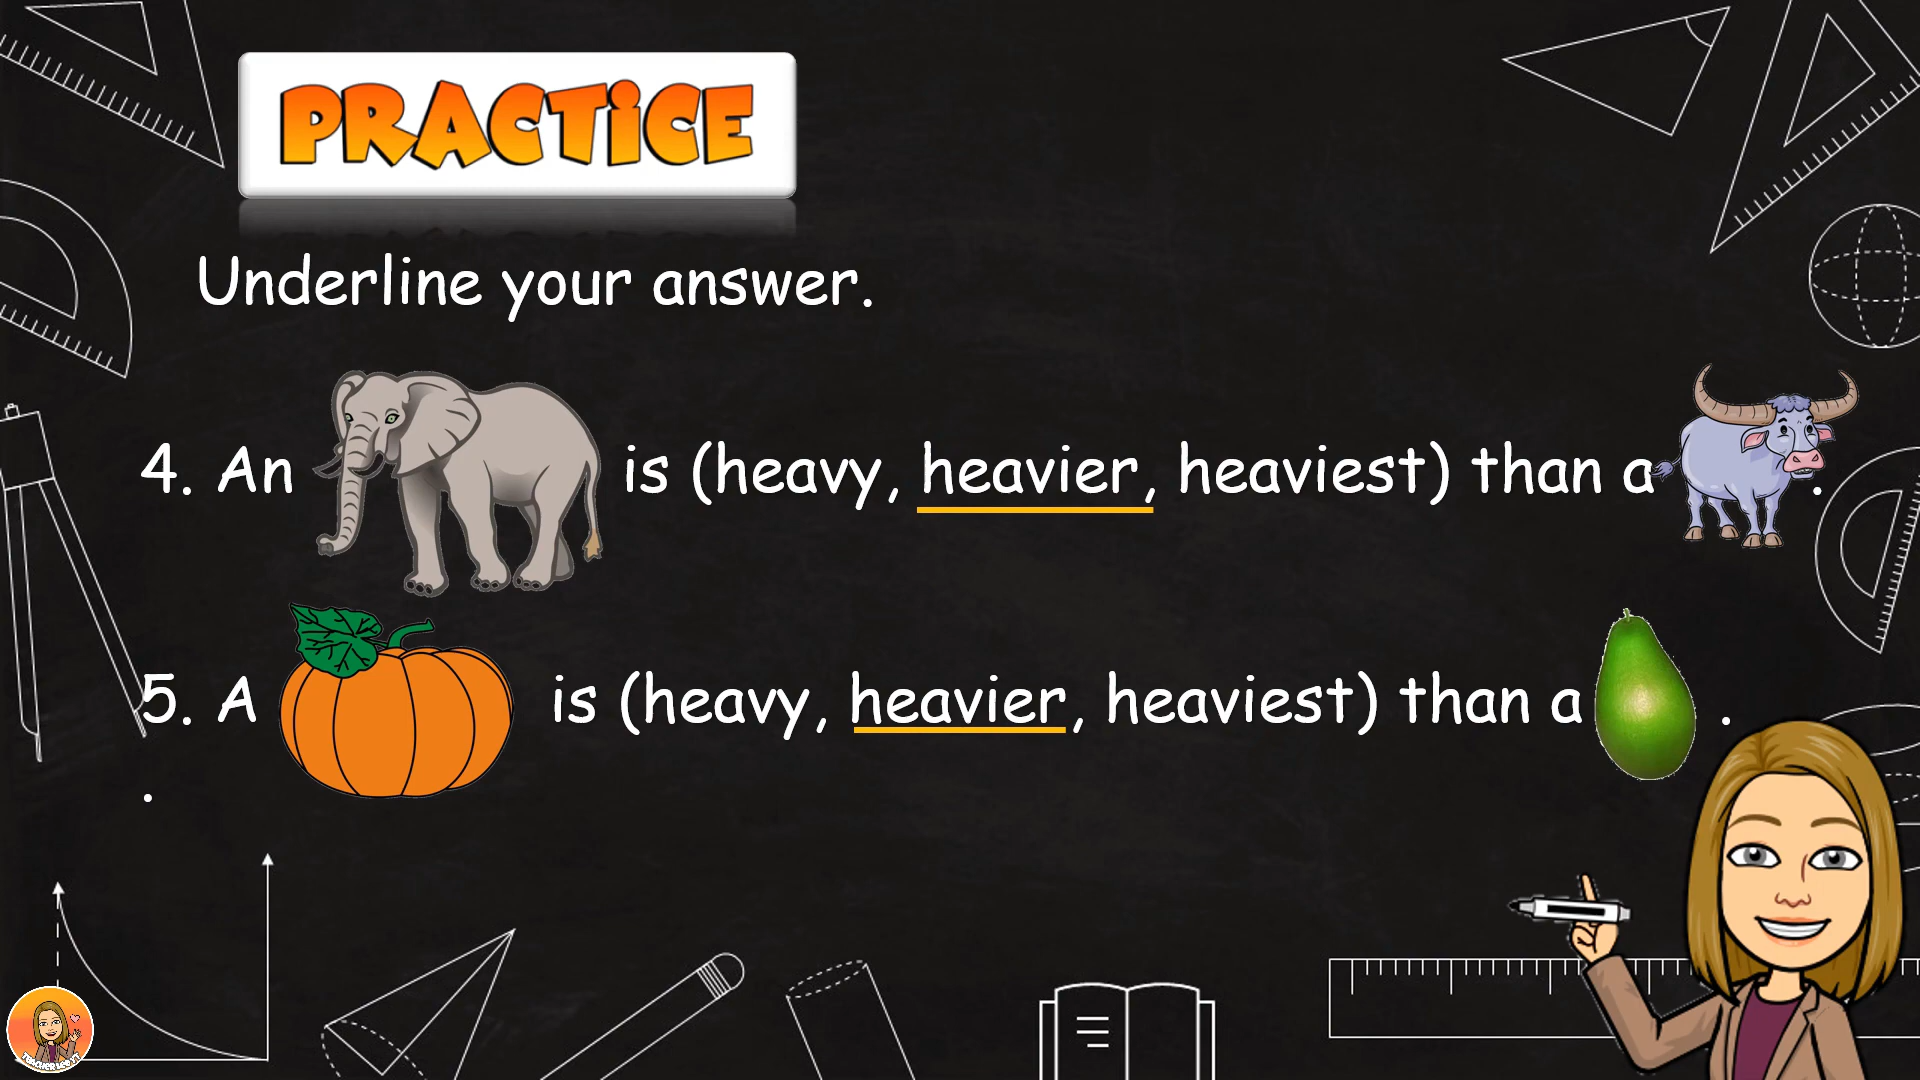 PRACTiCE
Underline your answer.
4. An is (heavy, heavier, heaviest) than a .
5. A is (heavy, heavier, heaviest) than a .
.